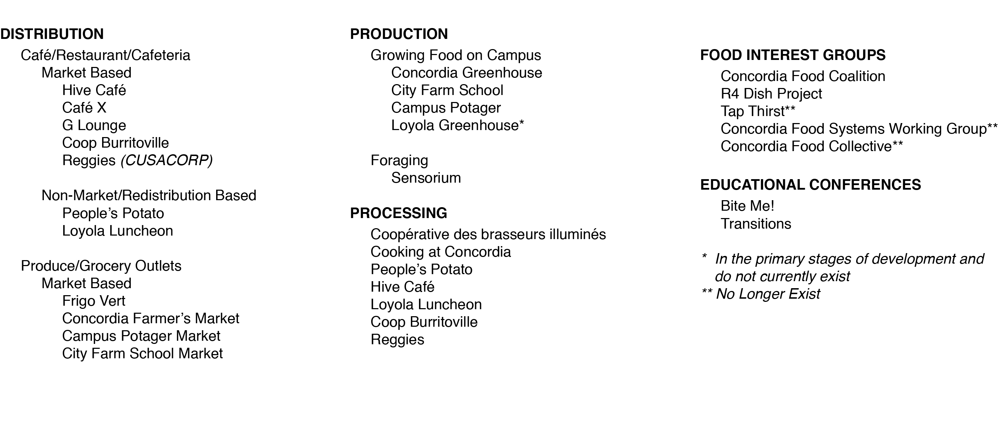 DISTRIBUTION
Café/Restaurant/Cafeteria
Market Based
Hive Café
Café X
G Lounge
Coop Burritoville
Reggies (CUSACORP)
Non-Market/Redistribution Based
People’s Potato
Loyola Luncheon
Produce/Grocery Outlets
Market Based
Frigo Vert
Concordia Farmer’s Market
Campus Potager Market
City Farm School Market
PRODUCTION
Growing Food on Campus
Concordia Greenhouse
City Farm School
Campus Potager
Loyola Greenhouse*
Foraging
Sensorium
PROCESSING
Coopérative des brasseurs illuminés
Cooking at Concordia
People’s Potato
Hive Café
Loyola Luncheon
Coop Burritoville
Reggies
FOOD INTEREST GROUPS
Concordia Food Coalition
R4 Dish Project
Tap Thirst**
Concordia Food Systems Working Group**
Concordia Food Collective**
EDUCATIONAL CONFERENCES
Bite Me!
Transitions
* In the primary stages of development and
do not currently exist
** No Longer Exist